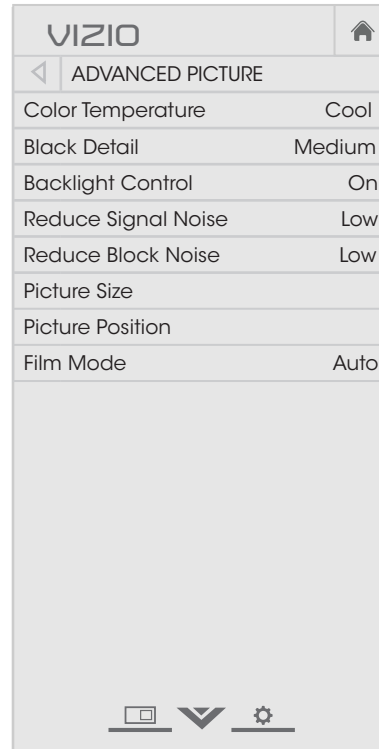 VIZIO
ADVANCED PICTURE
Color Temperature Cool
Black Detail Medium
Backlight Control On
Reduce Signal Noise Low
Reduce Block Noise Low
Picture Size
Picture Position
Film Mode Auto